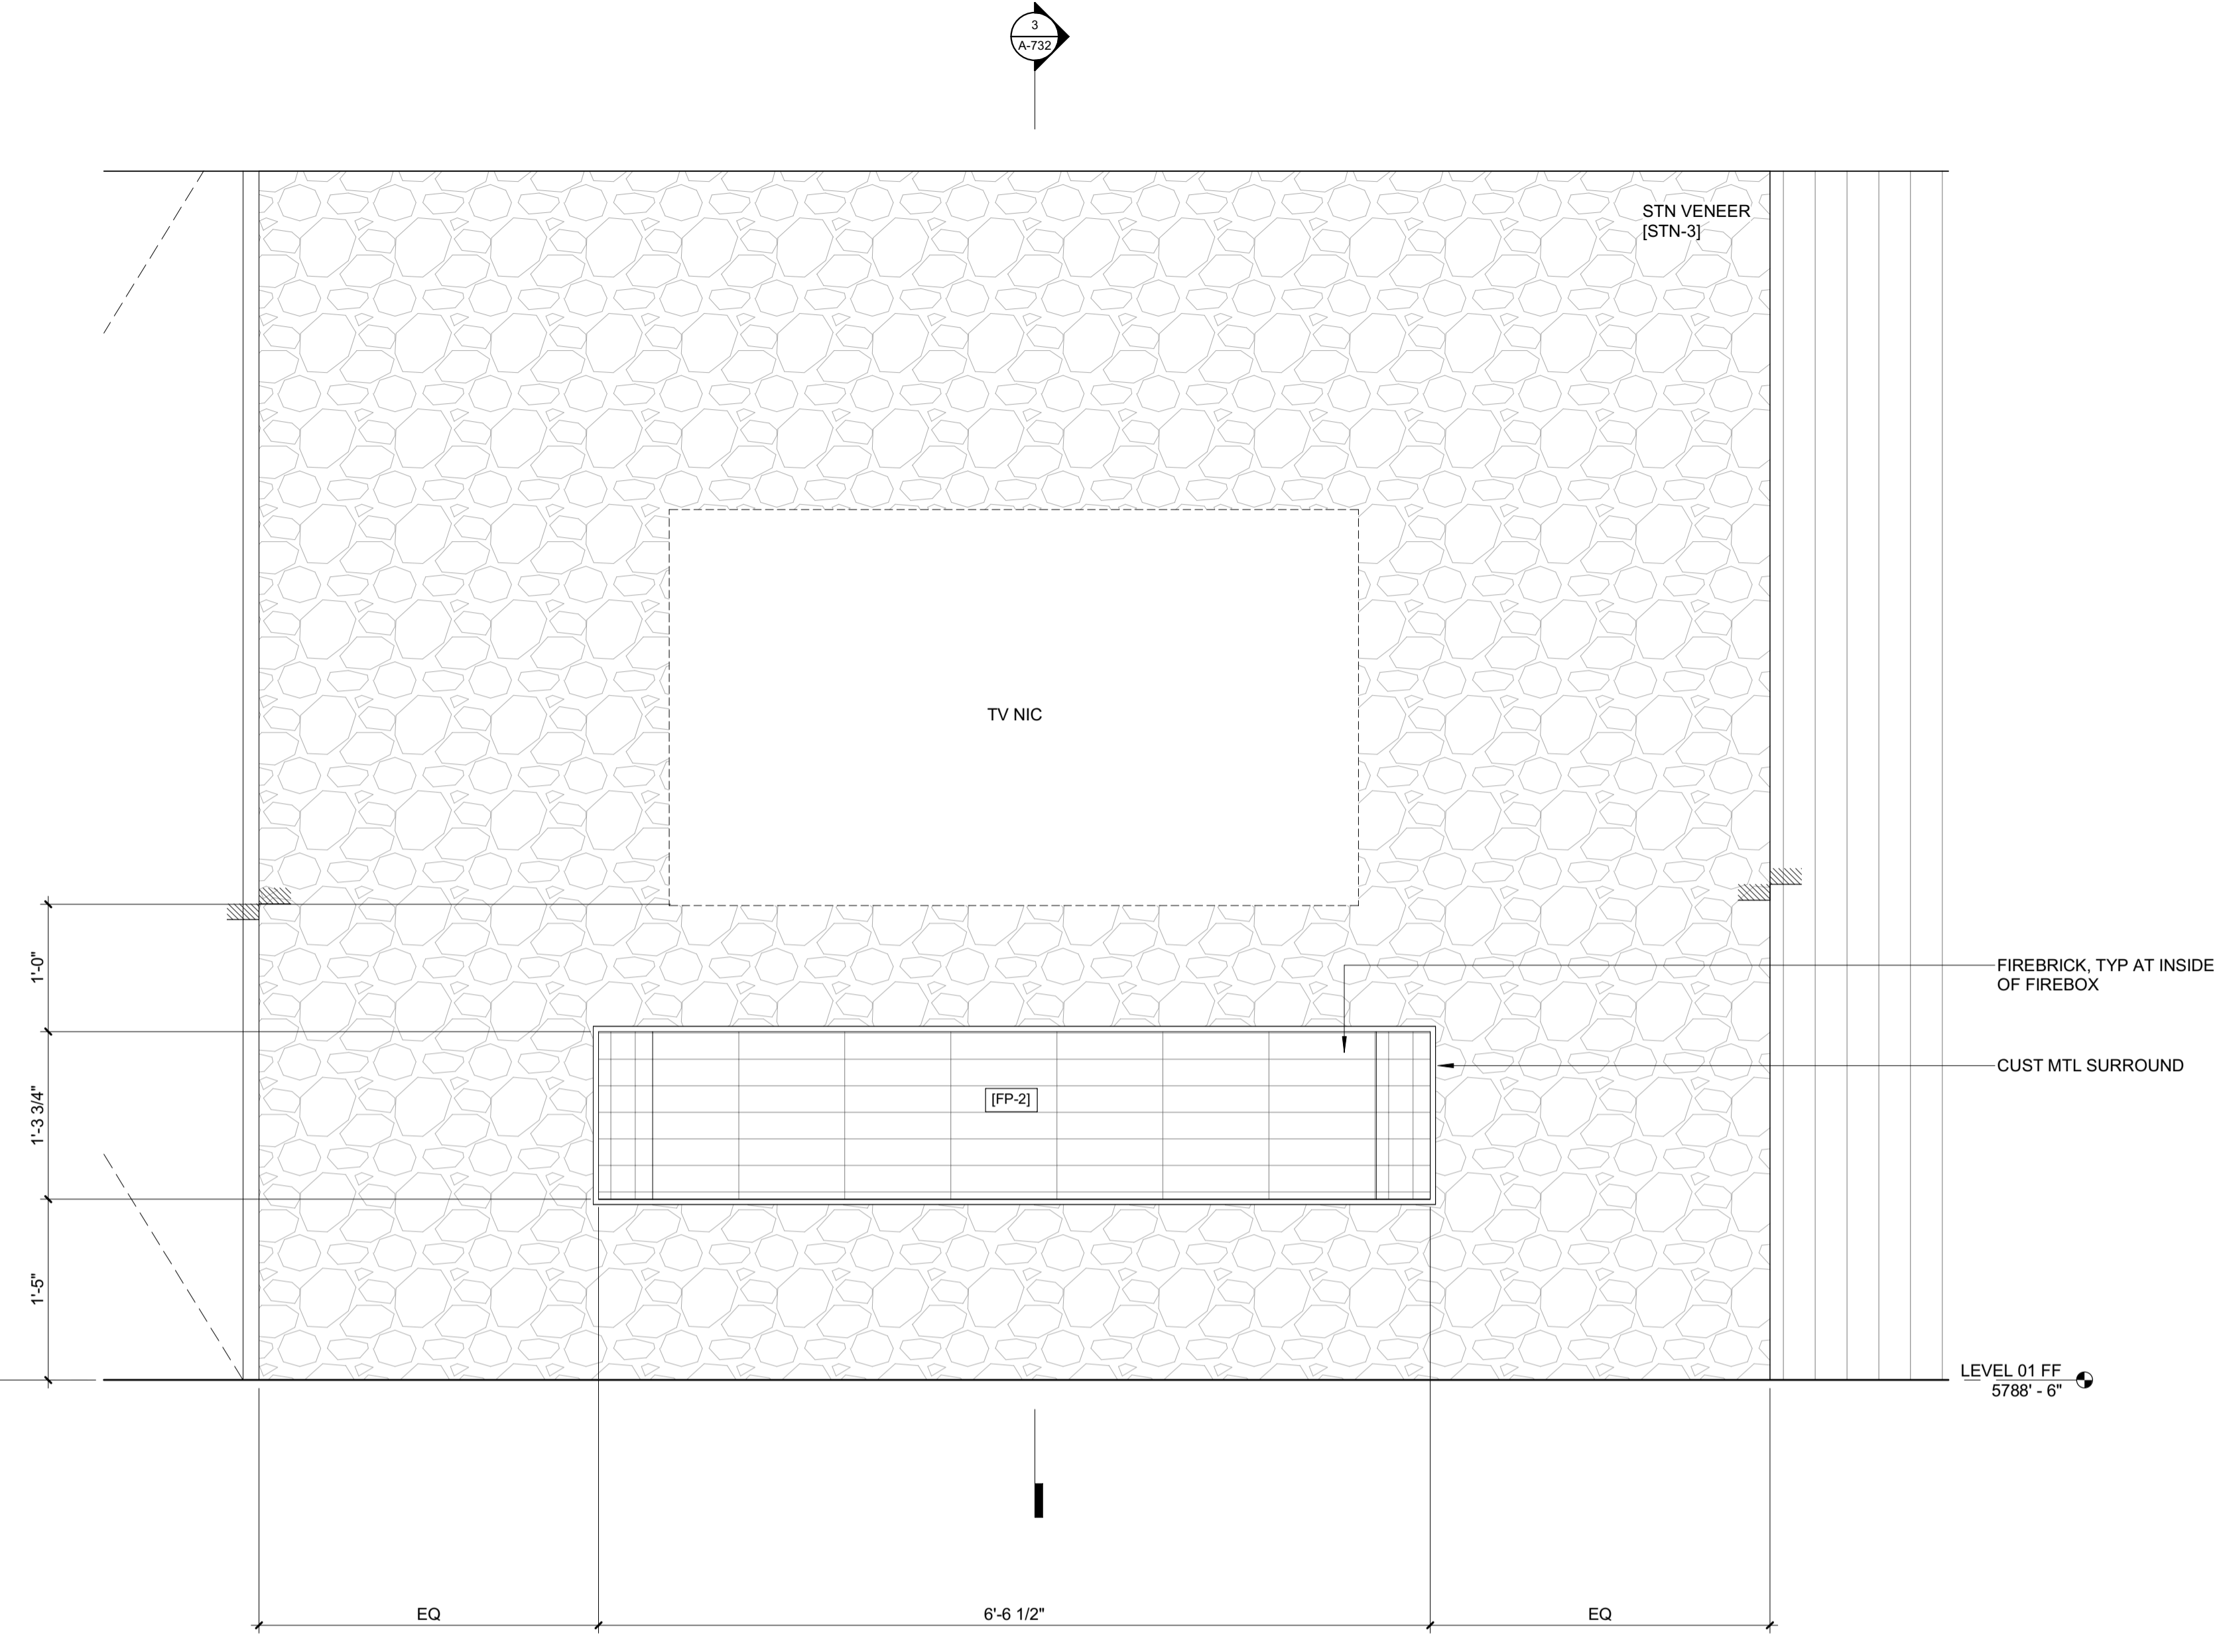 3
A-732
STN VENEER
[STN-3]
TV NIC
1'-0"
FIREBRICK, TYP AT INSIDE
OF FIREBOX
CUST MTL SURROUND
[FP-2]
1'-3 3/4"
1'-5"
LEVEL 01 FF
5788' - 6"
EQ
6'-6 1/2"
EQ